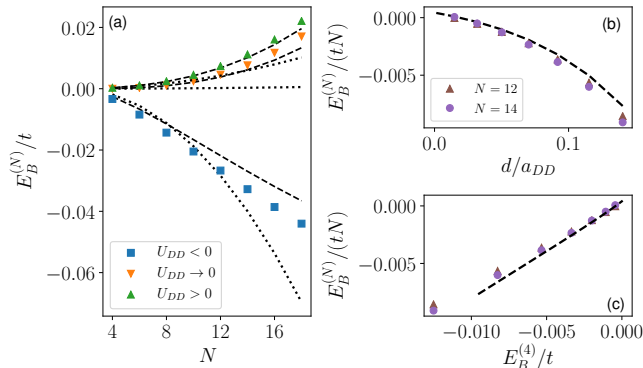 (a)
0.02
0.00
−0.02
−0.04
−0.06
E_B^{(N)}/t
U_{DD} < 0
U_{DD} → 0
U_{DD} > 0
4 8 12 16
N
(b)
0.000
−0.005
E_B^{(N)}/(tN)
N = 12
N = 14
0.0 0.1
d/a_{DD}
0.000
−0.005
E_B^{(N)}/(tN)
(c)
−0.010 −0.005 0.000
E_B^{(4)}/t